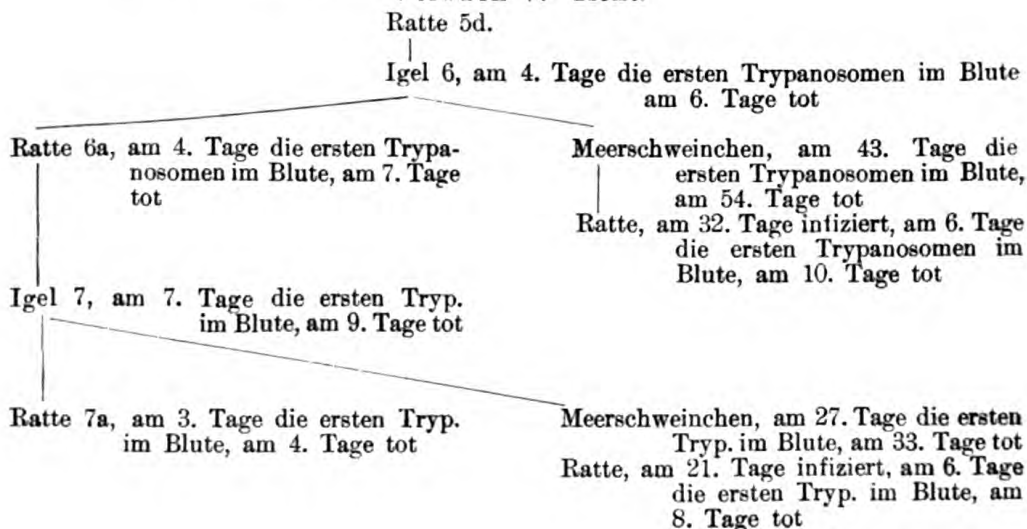 Ratte 5d.
Igel 6, am 4. Tage die ersten Trypanosomen im Blute
am 6. Tage tot
Ratte 6a, am 4. Tage die ersten Trypa-
nosomen im Blute, am 7. Tage
tot
Meerschweinchen, am 43. Tage die
ersten Trypanosomen im Blute,
am 54. Tage tot
Ratte, am 32. Tage infiziert, am 6. Tage
die ersten Trypanosomen im
Blute, am 10. Tage tot
Igel 7, am 7. Tage die ersten Tryp.
im Blute, am 9. Tage tot
Ratte 7a, am 3. Tage die ersten Tryp.
im Blute, am 4. Tage tot
Meerschweinchen, am 27. Tage die ersten
Tryp. im Blute, am 33. Tage tot
Ratte, am 21. Tage infiziert, am 6. Tage
die ersten Tryp. im Blute, am
8. Tage tot